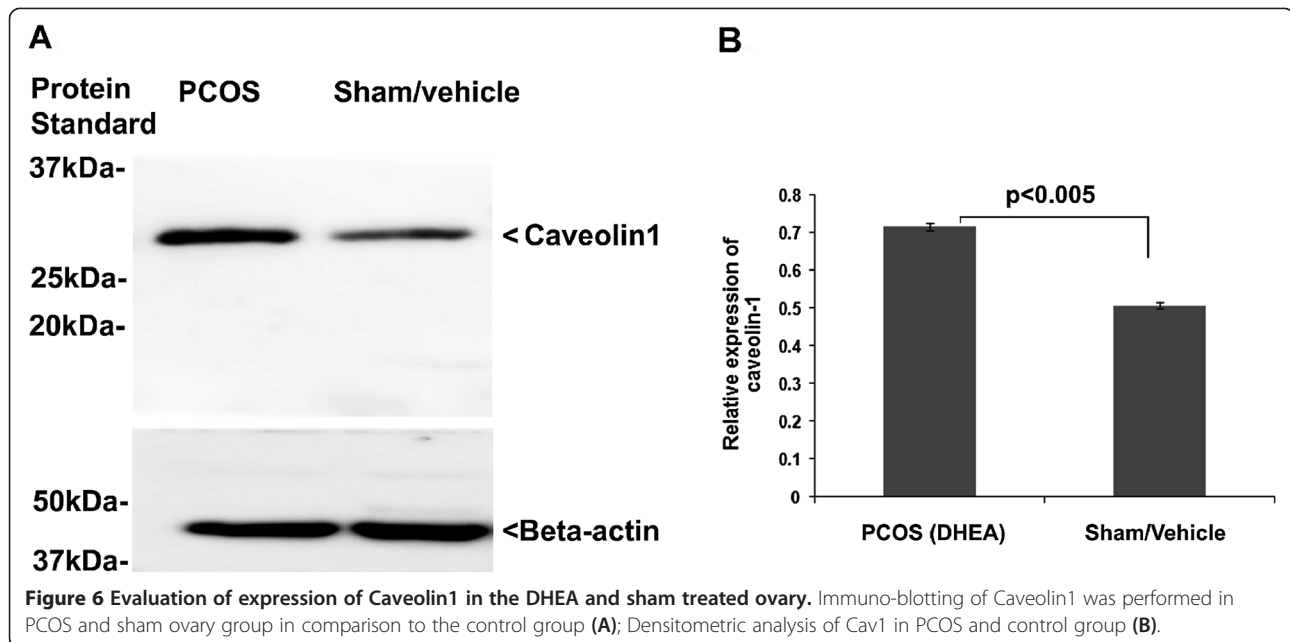 A
Protein
Standard
PCOS
Sham/vehicle
37kDa-
< Caveolin1
25kDa-
20kDa-
50kDa-
<Beta-actin
37kDa-
B
p<0.005
Relative expression of
caveolin-1
0.8
0.7
0.6
0.5
0.4
0.3
0.2
0.1
0
PCOS (DHEA)
Sham/Vehicle
Figure 6 Evaluation of expression of Caveolin1 in the DHEA and sham treated ovary. Immuno-blotting of Caveolin1 was performed in
PCOS and sham ovary group in comparison to the control group (A); Densitometric analysis of Cav1 in PCOS and control group (B).